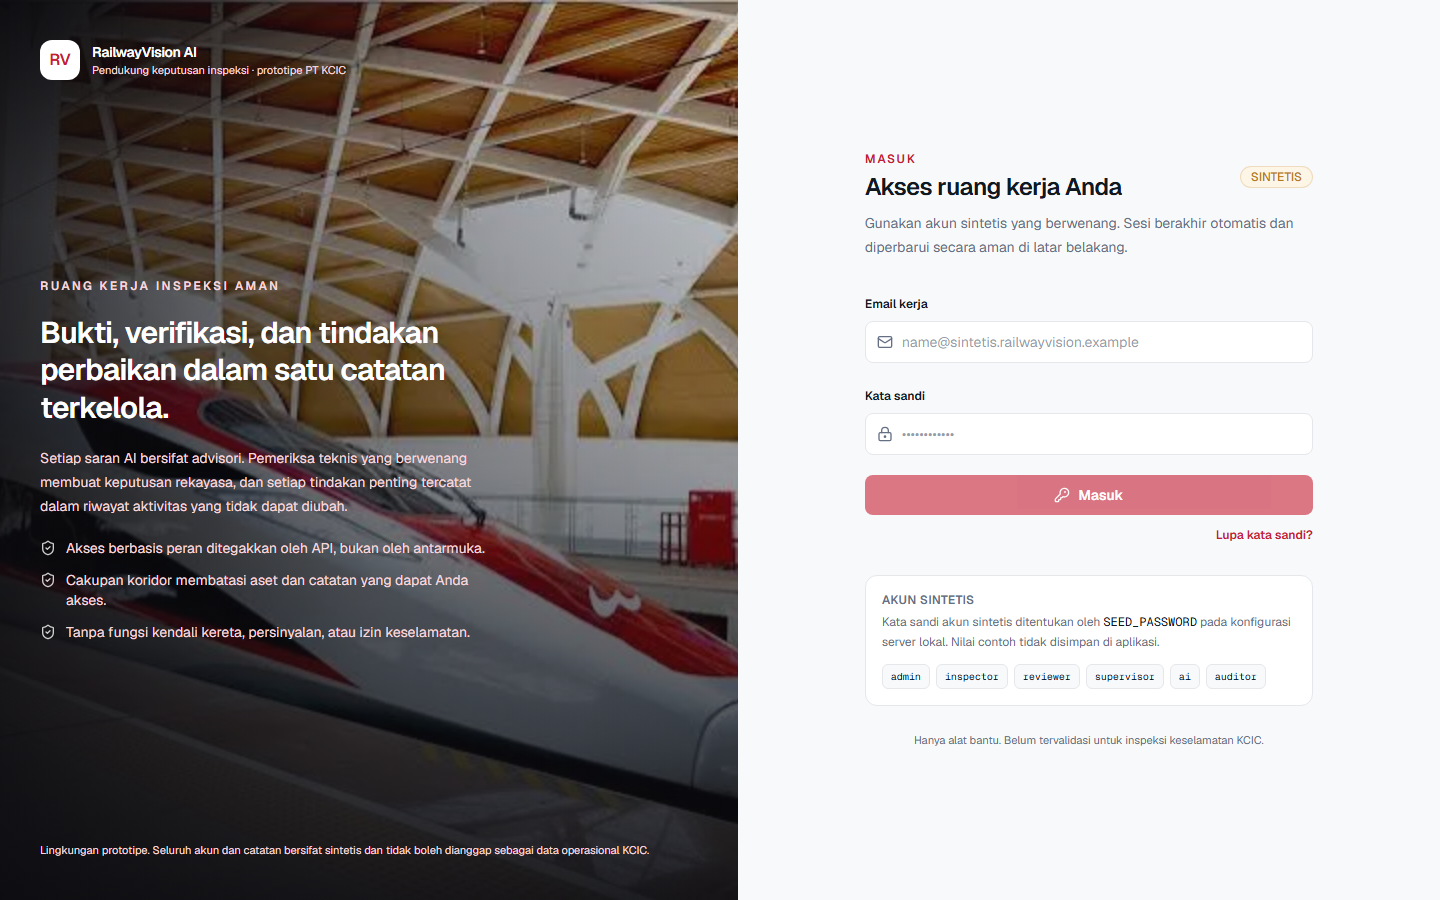 RV
RailwayVision AI
Pendukung keputusan inspeksi · prototipe PT KCIC
RUANG KERJA INSPEKSI AMAN
Bukti, verifikasi, dan tindakan
perbaikan dalam satu catatan
terkelola.
Setiap saran AI bersifat advisori. Pemeriksa teknis yang berwenang
membuat keputusan rekayasa, dan setiap tindakan penting tercatat
dalam riwayat aktivitas yang tidak dapat diubah.
Akses berbasis peran ditegakkan oleh API, bukan oleh antarmuka.
Cakupan koridor membatasi aset dan catatan yang dapat Anda
akses.
Tanpa fungsi kendali kereta, persinyalan, atau izin keselamatan.
Lingkungan prototipe. Seluruh akun dan catatan bersifat sintetis dan tidak boleh dianggap sebagai data operasional KCIC.
MASUK
Akses ruang kerja Anda
SINTETIS
Gunakan akun sintetis yang berwenang. Sesi berakhir otomatis dan
diperbarui secara aman di latar belakang.
Email kerja
name@sintetis.railwayvision.example
Kata sandi
••••••••••••
Masuk
Lupa kata sandi?
AKUN SINTETIS
Kata sandi akun sintetis ditentukan oleh SEED_PASSWORD pada konfigurasi
server lokal. Nilai contoh tidak disimpan di aplikasi.
admin
inspector
reviewer
supervisor
ai
auditor
Hanya alat bantu. Belum tervalidasi untuk inspeksi keselamatan KCIC.